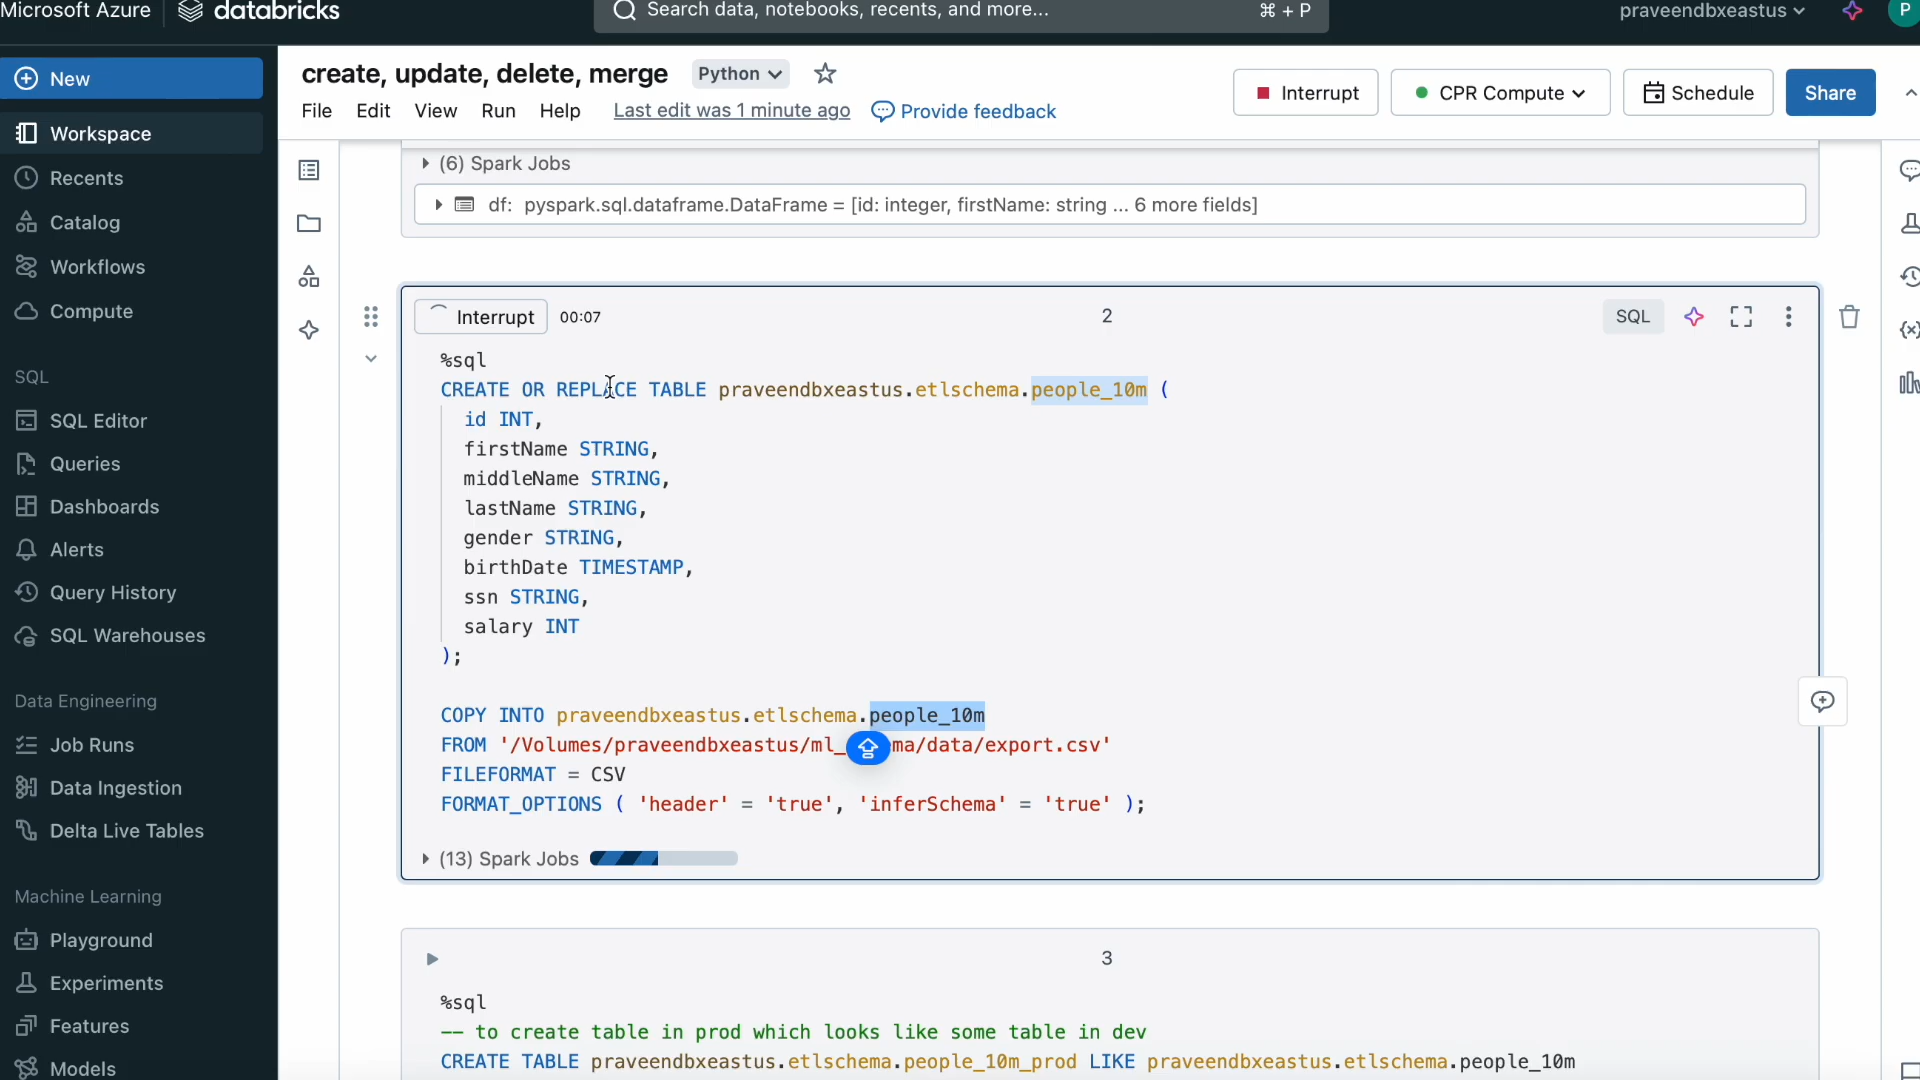 Microsoft Azure databricks Search data, notebooks, recents, and more... ⌘ + P praveendbxeastus P
New
Workspace
Recents
Catalog
Workflows
Compute
SQL
SQL Editor
Queries
Dashboards
Alerts
Query History
SQL Warehouses
Data Engineering
Job Runs
Data Ingestion
Delta Live Tables
Machine Learning
Playground
Experiments
Features
Models
create, update, delete, merge Python
File Edit View Run Help Last edit was 1 minute ago Provide feedback
Interrupt CPR Compute Schedule Share
(6) Spark Jobs
df: pyspark.sql.dataframe.DataFrame = [id: integer, firstName: string ... 6 more fields]
Interrupt 00:07 2 SQL
%sql
CREATE OR REPLACE TABLE praveendbxeastus.etlschema.people_10m (
id INT,
firstName STRING,
middleName STRING,
lastName STRING,
gender STRING,
birthDate TIMESTAMP,
ssn STRING,
salary INT
);
COPY INTO praveendbxeastus.etlschema.people_10m
FROM '/Volumes/praveendbxeastus/ml_ ma/data/export.csv'
FILEFORMAT = CSV
FORMAT_OPTIONS ( 'header' = 'true', 'inferSchema' = 'true' );
(13) Spark Jobs
3
%sql
-- to create table in prod which looks like some table in dev
CREATE TABLE praveendbxeastus.etlschema.people_10m_prod LIKE praveendbxeastus.etlschema.people_10m